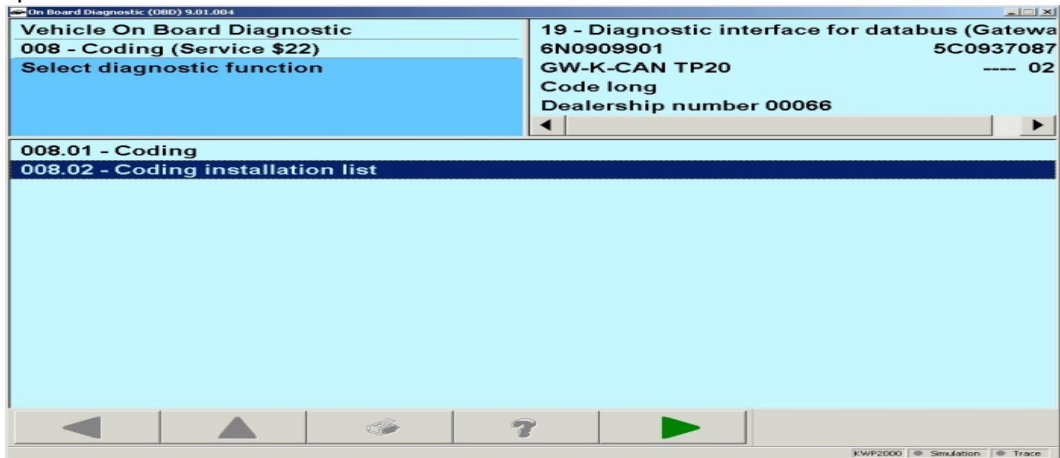 On Board Diagnostic (OBD) 9.01.004
Vehicle On Board Diagnostic
008 - Coding (Service $22)
Select diagnostic function
19 - Diagnostic interface for databus (Gatewa
6N0909901 5C0937087
GW-K-CAN TP20 ---- 02
Code long
Dealership number 00066
008.01 - Coding
008.02 - Coding installation list
?
KWP2000 Simulation Trace